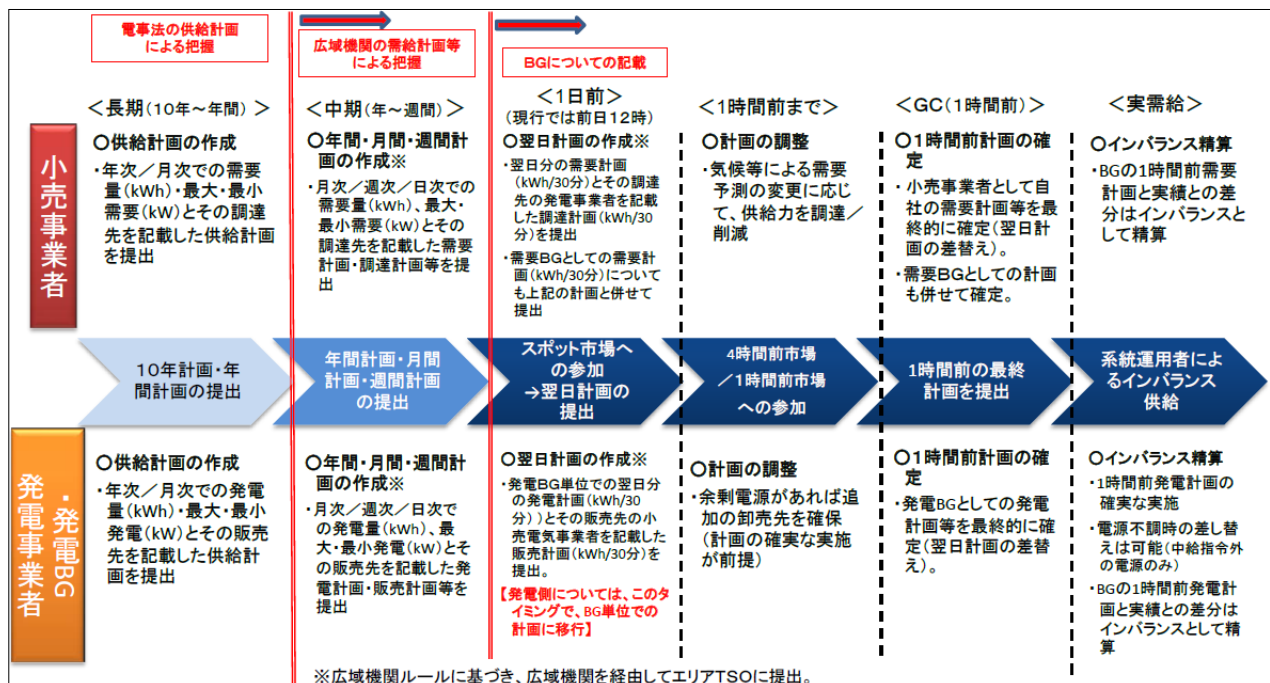 電事法の供給計画
による把握
広域機関の需給計画等
による把握
BGについての記載
＜長期(10年～年間)＞
＜中期(年～週間)＞
＜1日前＞
(現行では前日12時)
＜1時間前まで＞
＜GC(1時間前)＞
＜実需給＞
小売事業者
○供給計画の作成
・年次／月次での需要
量(kWh)・最大・最小
需要(kW)とその調達
先を記載した供給計画
を提出
○年間・月間・週間計
画の作成※
・月次／週次／日次での
需要量(kWh)、最大・
最小需要(kW)とその
調達先を記載した需要
計画・調達計画等を提
出
○翌日計画の作成※
・翌日分の需要計画
(kWh/30分)とその調達
先の発電事業者を記載
した調達計画(kWh/30
分)を提出
・需要BGとしての需要計
画(kWh/30分)について
も上記の計画と併せて
提出
○計画の調整
・気候等による需要
予測の変更に応じ
て、供給力を調達／
削減
○1時間前計画の確
定
・小売事業者として自
社の需要計画等を最
終的に確定(翌日計
画の差替え)。
・需要BGとしての計画
も併せて確定。
○インバランス精算
・BGの1時間前需要
計画と実績との差
分はインバランスとし
て精算
10年計画・年
間計画の提出
年間計画・月間
計画・週間計画
の提出
スポット市場へ
の参加
→翌日計画の
提出
4時間前市場
／1時間前市場
への参加
1時間前の最終
計画を提出
系統運用者によ
るインバランス
供給
発電事業者
・発電BG
○供給計画の作成
・年次／月次での発電
量(kWh)・最大・最小
発電(kW)とその販売
先を記載した供給計
画を提出
○年間・月間・週間計
画の作成※
・月次／週次／日次で
の発電量(kWh)、最
大・最小発電(kW)とそ
の販売先を記載した発
電計画・販売計画等を
提出
○翌日計画の作成※
・発電BG単位での翌日
分の発電計画(kWh/30
分))とその販売先の小
売電気事業者を記載し
た販売計画(kWh/30分)を
提出。
【発電側については、このタ
イミングで、BG単位での
計画に移行】
○計画の調整
・余剰電源があれば追
加の卸売先を確保
(計画の確実な実施
が前提)
○1時間前計画の確
定
・発電BGとしての発電
計画等を最終的に確
定(翌日計画の差替
え)。
○インバランス精算
・1時間前発電計画の
確実な実施
・電源不調時の差し替
えは可能(中給指令外
の電源のみ)
・BGの1時間前発電計
画と実績との差分は
インバランスとして精
算
※広域機関ルールに基づき、広域機関を経由してエリアTSOに提出。